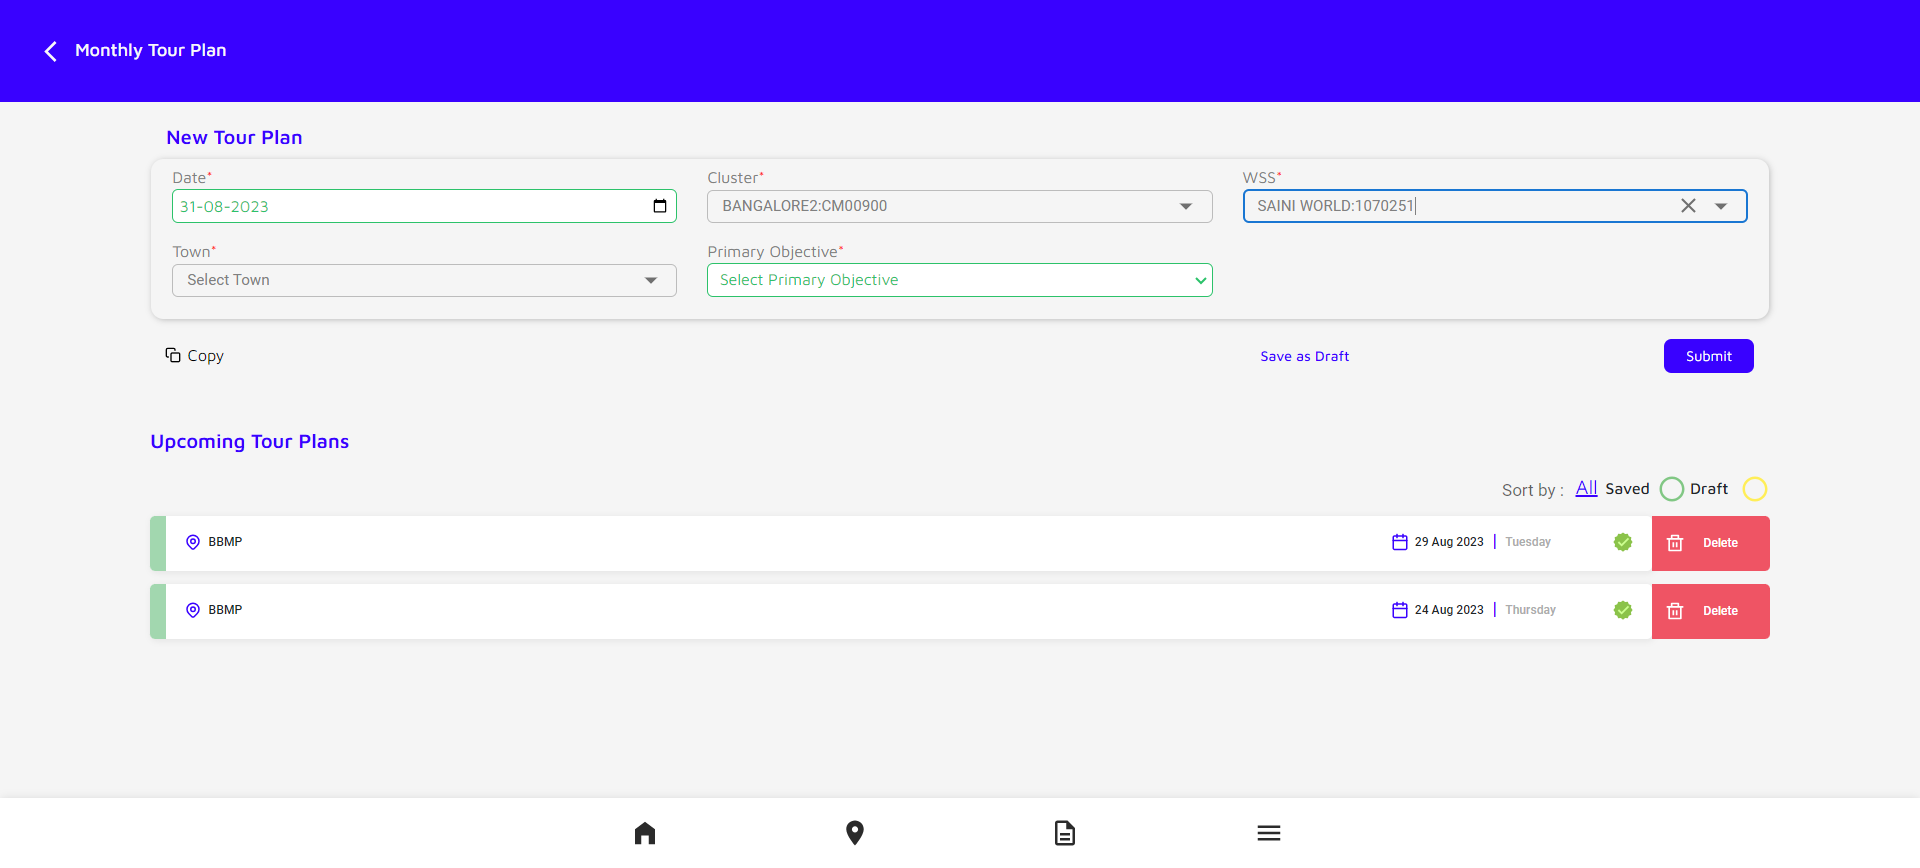 Monthly Tour Plan
New Tour Plan
Date* Cluster* WSS*
31-08-2023 BANGALORE2:CM00900 SAINI WORLD:1070251
Town* Primary Objective*
Select Town Select Primary Objective
Copy Save as Draft Submit
Upcoming Tour Plans
Sort by : All Saved Draft
BBMP 29 Aug 2023 Tuesday Delete
BBMP 24 Aug 2023 Thursday Delete